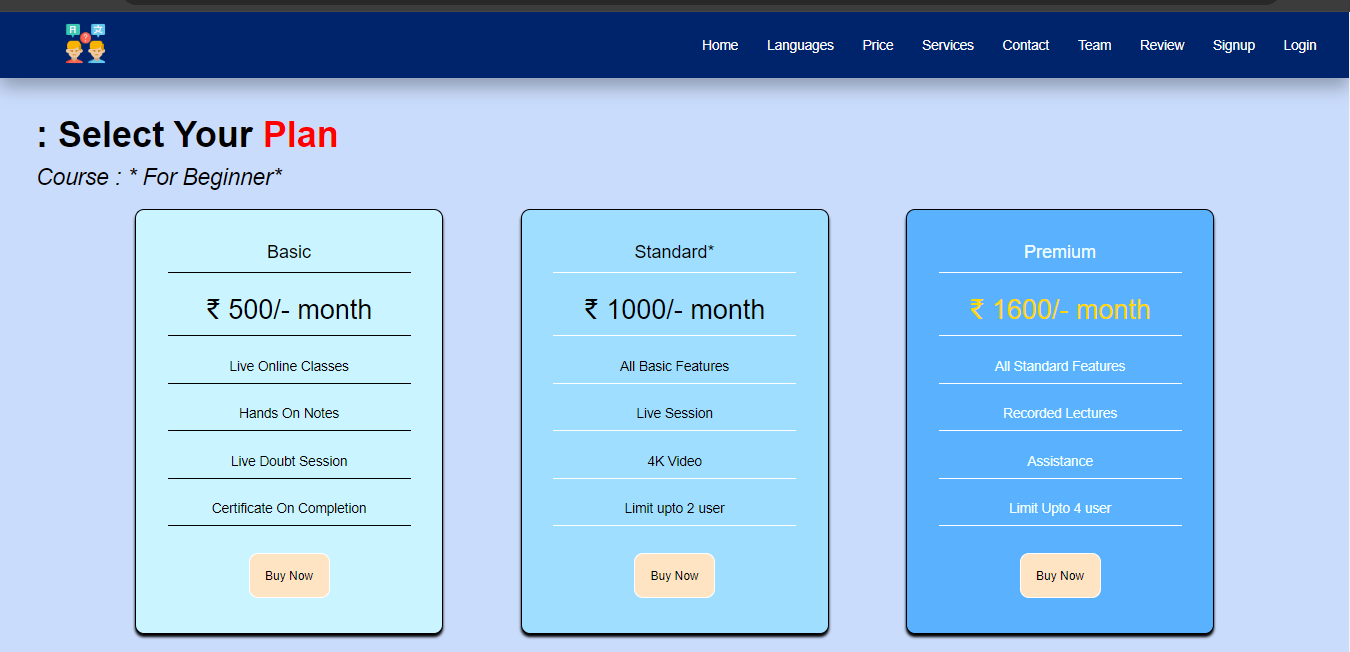 Home Languages Price Services Contact Team Review Signup Login
: Select Your Plan
Course : * For Beginner*
Basic
₹ 500/- month
Live Online Classes
Hands On Notes
Live Doubt Session
Certificate On Completion
Buy Now
Standard*
₹ 1000/- month
All Basic Features
Live Session
4K Video
Limit upto 2 user
Buy Now
Premium
₹ 1600/- month
All Standard Features
Recorded Lectures
Assistance
Limit Upto 4 user
Buy Now